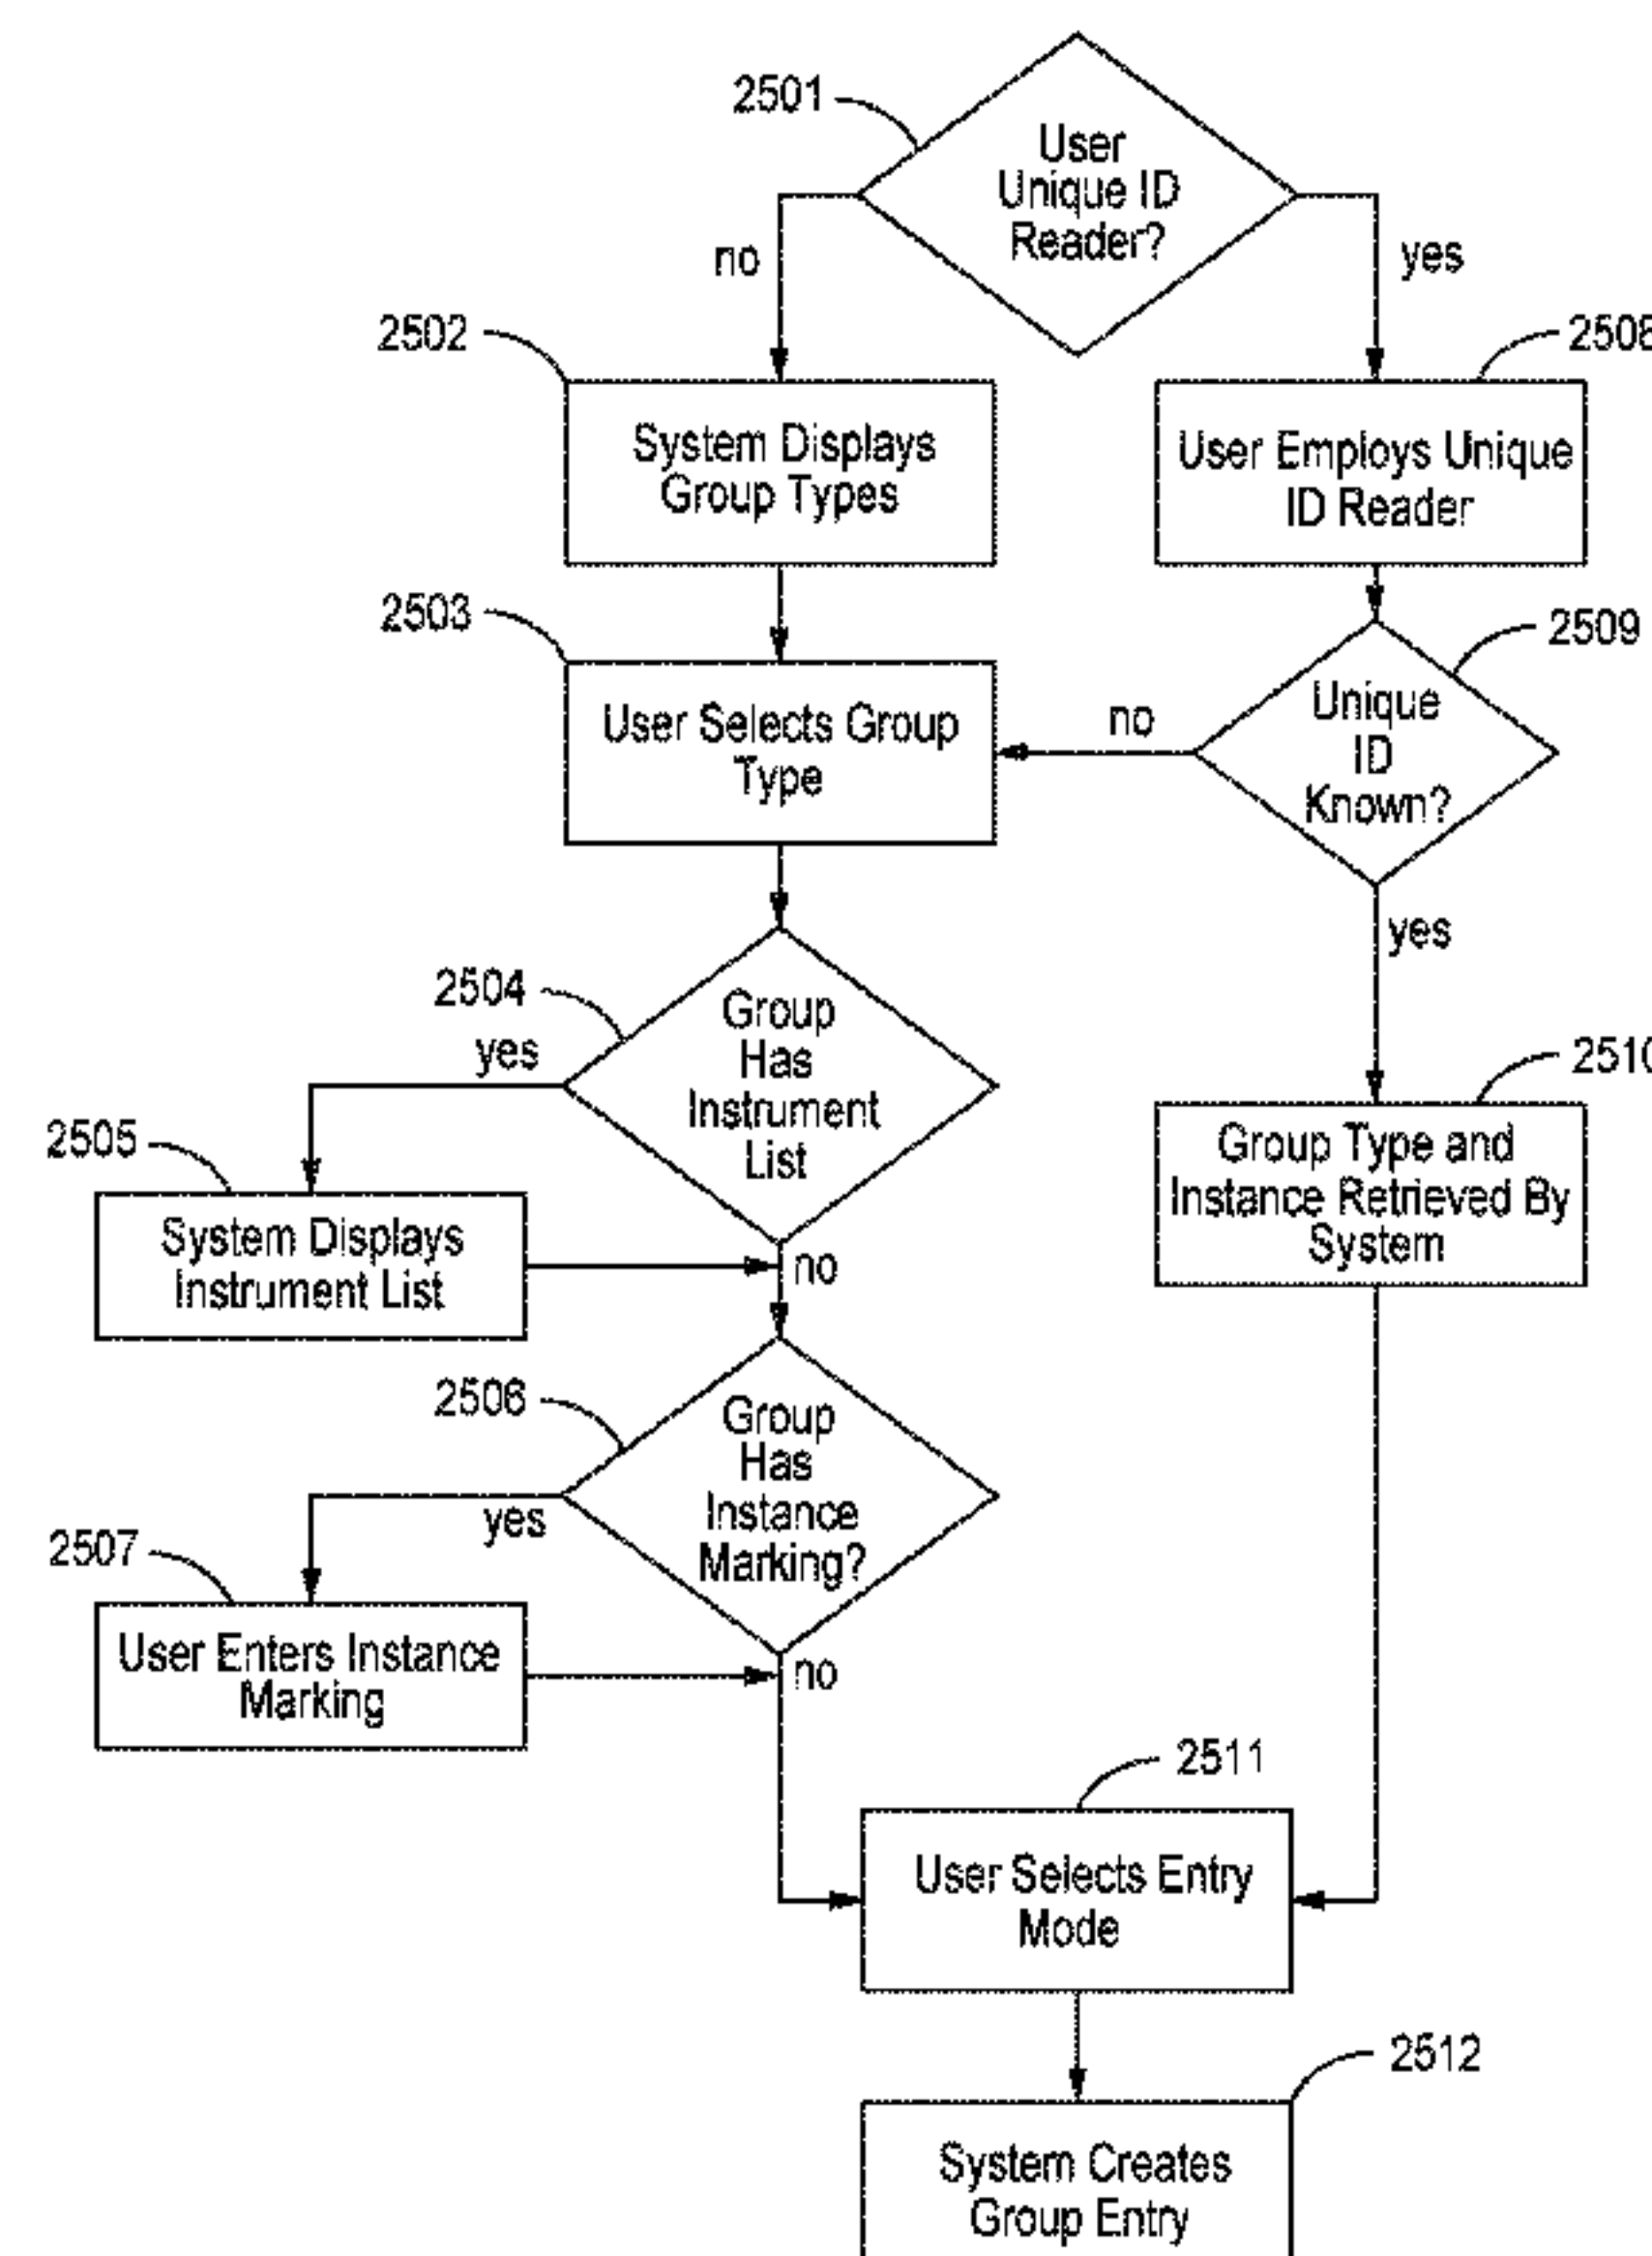 2501
User
Unique ID
Reader?
no
yes
2502
System Displays
Group Types
2508
User Employs Unique
ID Reader
2503
User Selects Group
Type
2509
Unique
ID
Known?
no
yes
2504
Group
Has
Instrument
List
yes
2505
System Displays
Instrument List
no
2510
Group Type and
Instance Retrieved By
System
2506
Group
Has
Instance
Marking?
yes
2507
User Enters Instance
Marking
no
2511
User Selects Entry
Mode
2512
System Creates
Group Entry